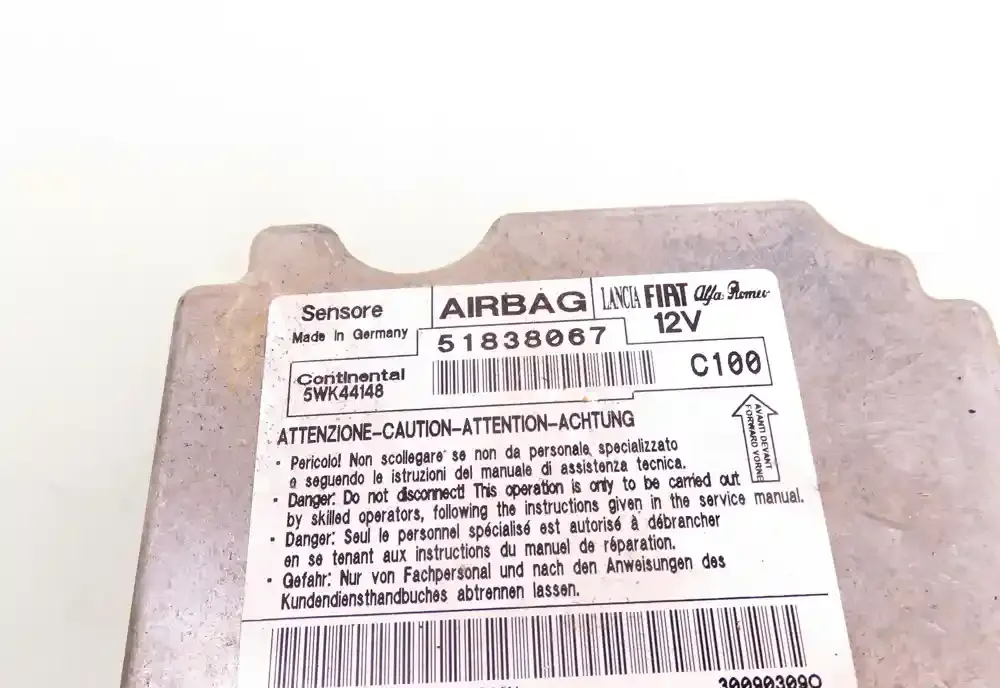 Sensore AIRBAG LANCIA FIAT Alfa Romeo
Made in Germany 51838067 12V
Continental C100
5WK44148
ATTENZIONE-CAUTION-ATTENTION-ACHTUNG
AVANTI DEVANT
FORWARD VORNE
• Pericolo! Non scollegare se non da personale specializzato
e seguendo le istruzioni del manuale di assistenza tecnica.
• Danger: Do not disconnect! This operation is only to be carried out
by skilled operators, following the instructions given in the service manual.
• Danger: Seul le personnel spécialisé est autorisé à débrancher
en se tenant aux instructions du manuel de réparation.
• Gefahr: Nur von Fachpersonal und nach den Anweisungen des
Kundendiensthandbuches abtrennen lassen.